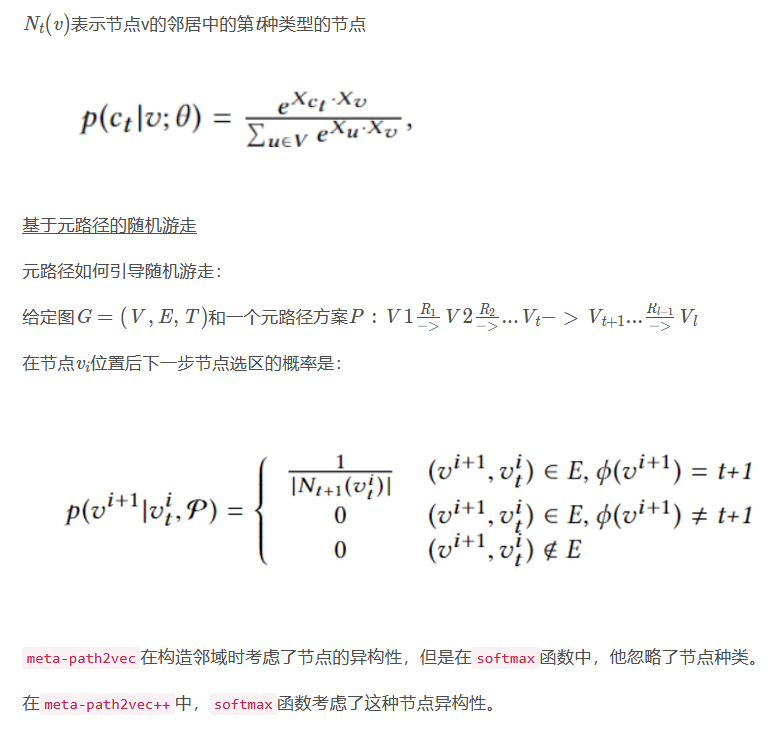 $N_t(v)$表示节点v的邻居中的第$t$种类型的节点
$p(c_t|v;\theta) = \frac{e^{X_{c_t} \cdot X_v}}{\sum_{u \in V} e^{X_u \cdot X_v}},$
基于元路径的随机游走
元路径如何引导随机游走：
给定图$G = (V, E, T)$和一个元路径方案$P: V1 \frac{R_1}{->} V2 \frac{R_2}{->} \ldots V_t -> V_{t+1} \ldots \frac{R_{l-1}}{->} V_l$
在节点$v_i$位置后下一步节点选区的概率是：
$p(v^{i+1}|v_t^i, \mathcal{P}) = \begin{cases} \frac{1}{|N_{t+1}(v_t^i)|} & (v^{i+1}, v_t^i) \in E, \phi(v^{i+1}) = t+1 \\ 0 & (v^{i+1}, v_t^i) \in E, \phi(v^{i+1}) \neq t+1 \\ 0 & (v^{i+1}, v_t^i) \notin E \end{cases}$
meta-path2vec 在构造邻域时考虑了节点的异构性，但是在 softmax 函数中，他忽略了节点种类。
在 meta-path2vec++ 中， softmax 函数考虑了这种节点异构性。